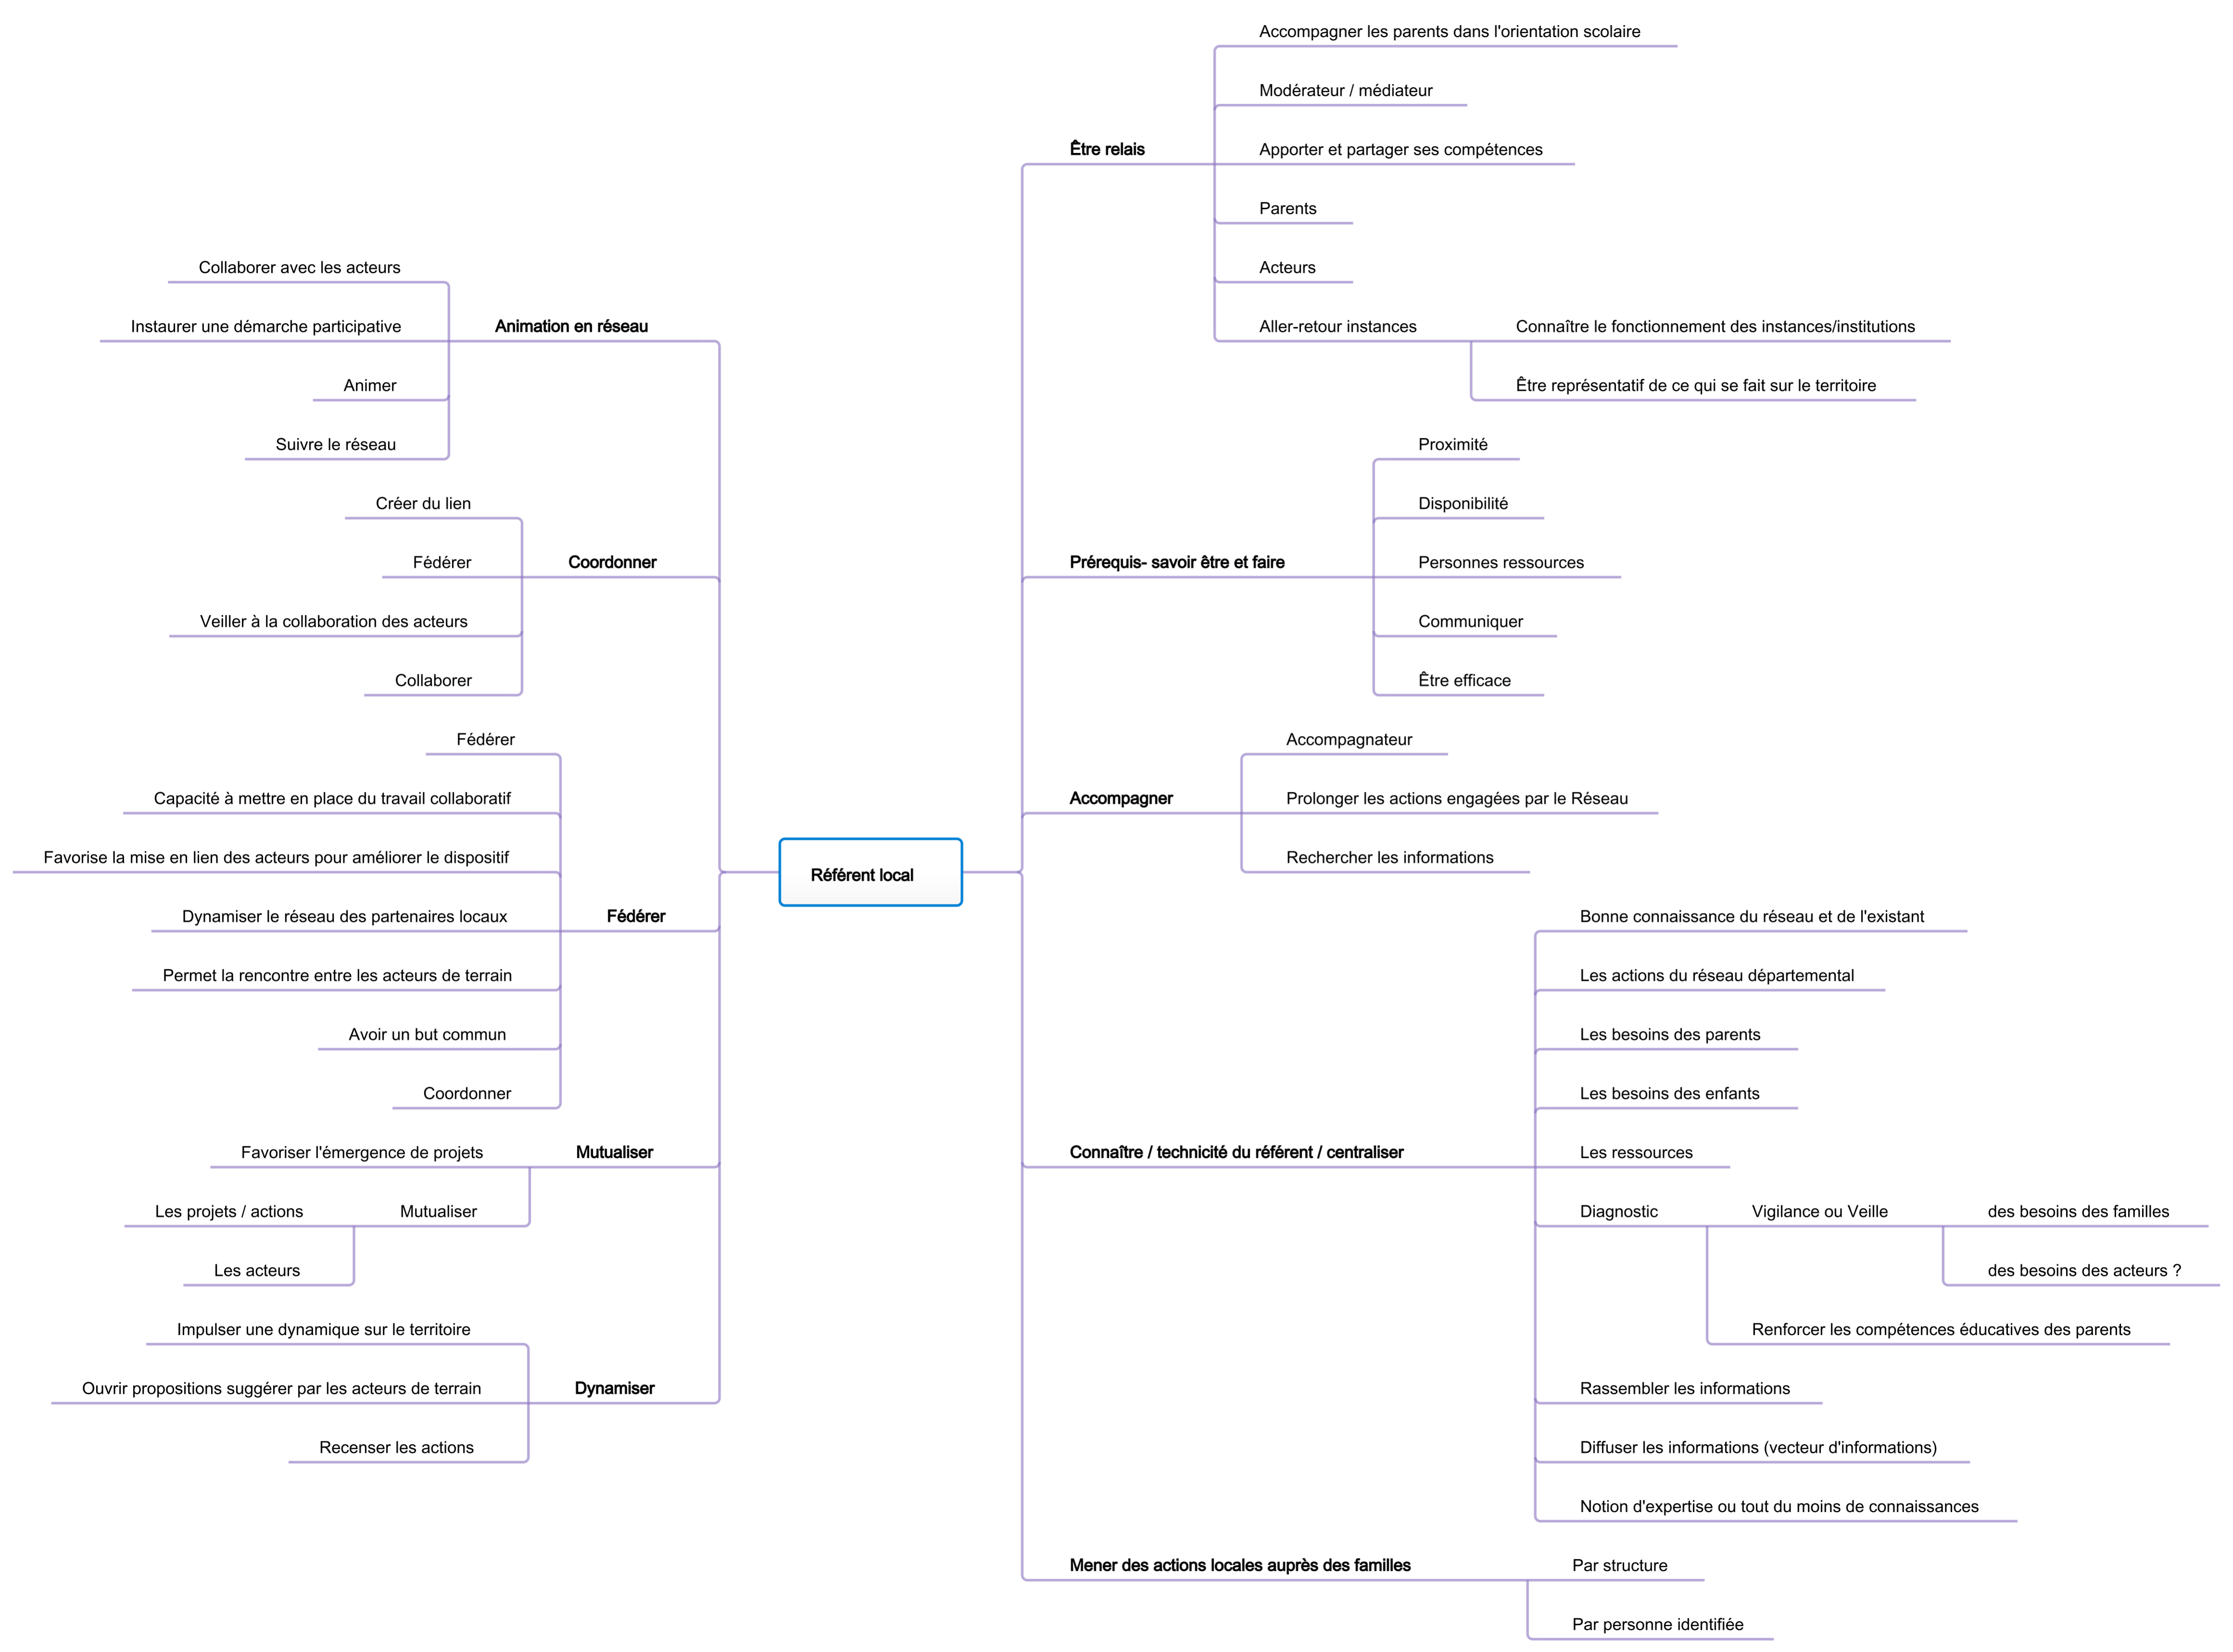 Référent local
Être relais
Accompagner les parents dans l'orientation scolaire
Modérateur / médiateur
Apporter et partager ses compétences
Parents
Acteurs
Aller-retour instances
Connaître le fonctionnement des instances/institutions
Être représentatif de ce qui se fait sur le territoire
Prérequis- savoir être et faire
Proximité
Disponibilité
Personnes ressources
Communiquer
Être efficace
Accompagner
Accompagnateur
Prolonger les actions engagées par le Réseau
Rechercher les informations
Connaître / technicité du référent / centraliser
Bonne connaissance du réseau et de l'existant
Les actions du réseau départemental
Les besoins des parents
Les besoins des enfants
Les ressources
Diagnostic
Vigilance ou Veille
des besoins des familles
des besoins des acteurs ?
Renforcer les compétences éducatives des parents
Rassembler les informations
Diffuser les informations (vecteur d'informations)
Notion d'expertise ou tout du moins de connaissances
Mener des actions locales auprès des familles
Par structure
Par personne identifiée
Animation en réseau
Collaborer avec les acteurs
Instaurer une démarche participative
Animer
Suivre le réseau
Coordonner
Créer du lien
Fédérer
Veiller à la collaboration des acteurs
Collaborer
Fédérer
Fédérer
Capacité à mettre en place du travail collaboratif
Favorise la mise en lien des acteurs pour améliorer le dispositif
Dynamiser le réseau des partenaires locaux
Permet la rencontre entre les acteurs de terrain
Avoir un but commun
Coordonner
Mutualiser
Favoriser l'émergence de projets
Mutualiser
Les projets / actions
Les acteurs
Dynamiser
Impulser une dynamique sur le territoire
Ouvrir propositions suggérer par les acteurs de terrain
Recenser les actions